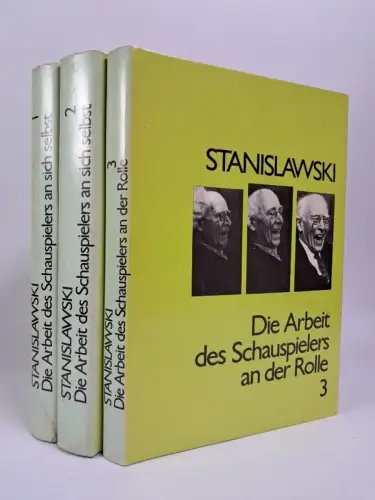 STANISLAWSKI
Die Arbeit des Schauspielers an sich selbst
1
STANISLAWSKI
Die Arbeit des Schauspielers an sich selbst
2
STANISLAWSKI
Die Arbeit des Schauspielers an der Rolle
3
STANISLAWSKI
Die Arbeit
des Schauspielers
an der Rolle
3